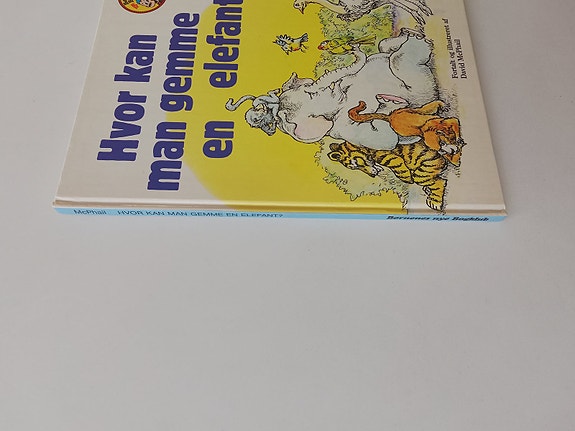 Hvor kan
man gemme
en elefant
Fortalt og illustreret af
David McPhail
McPhail HVOR KAN MAN GEMME EN ELEFANT? Børnenes nye Bogklub